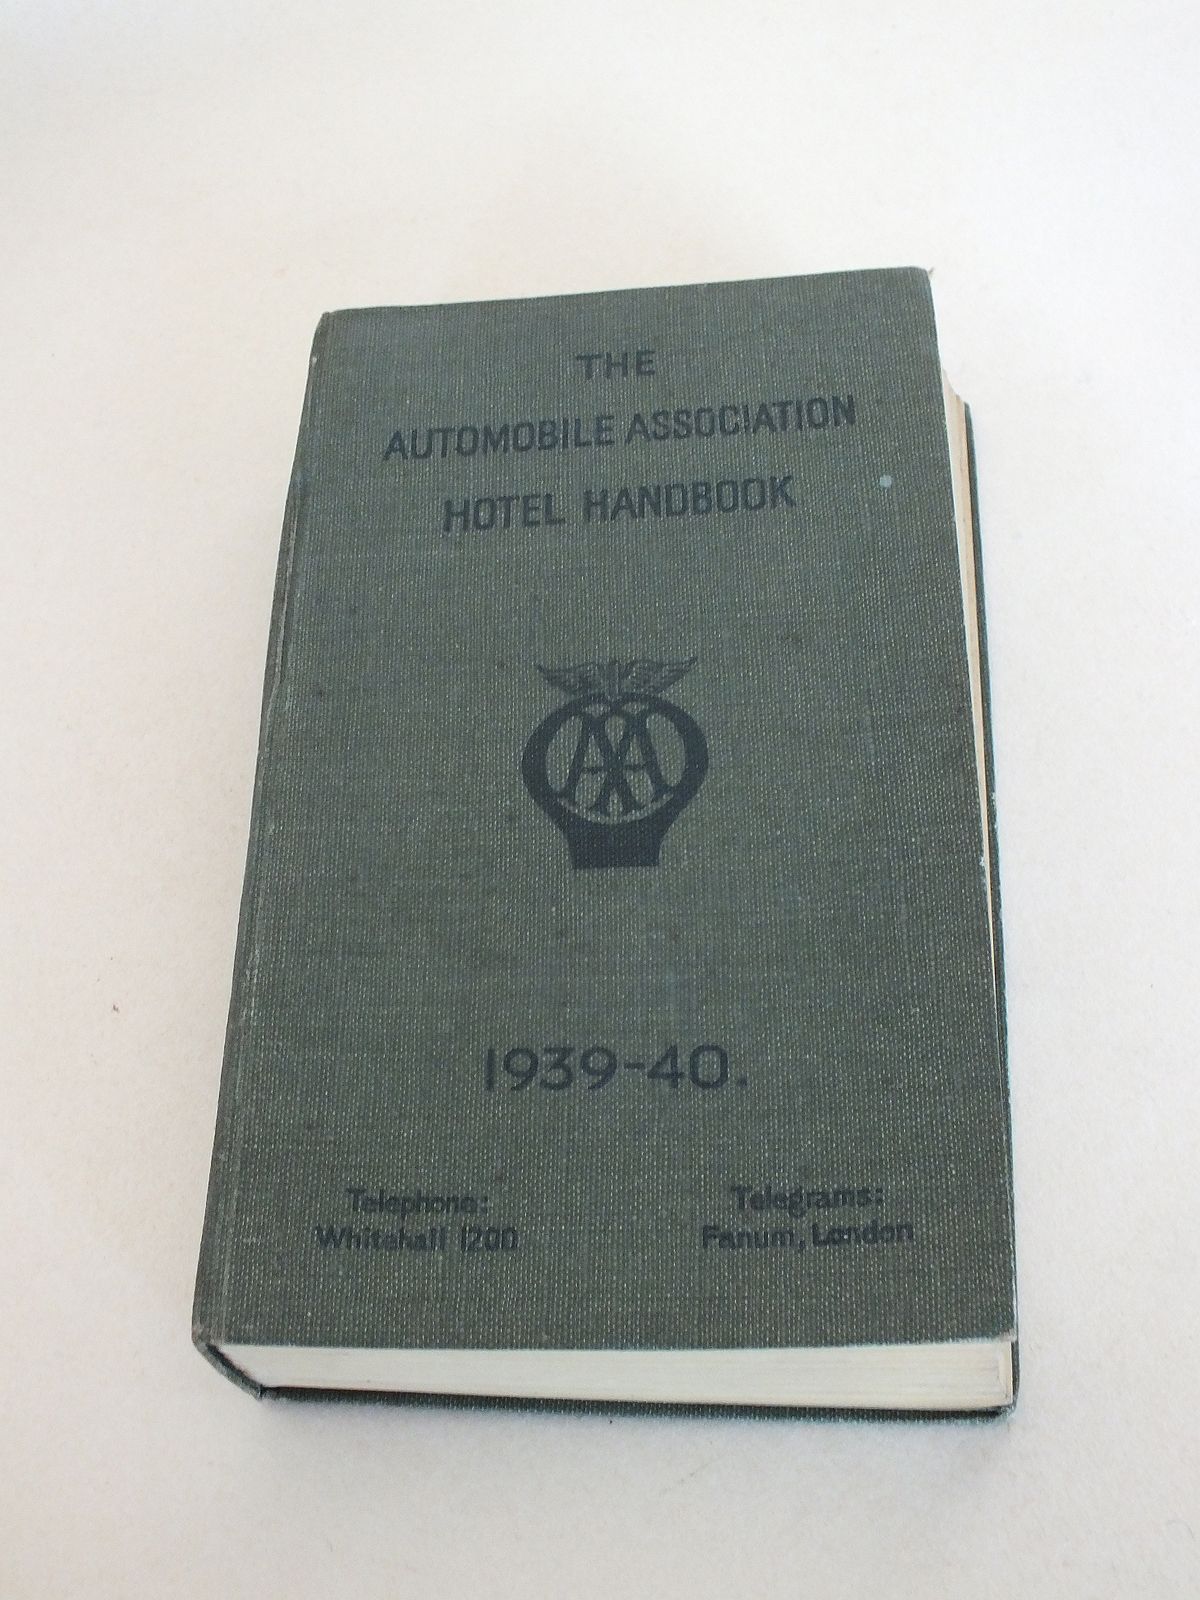 THE
AUTOMOBILE ASSOCIATION
HOTEL HANDBOOK
AA
1939-40.
Telephone:
Whitehall 1200
Telegrams:
Fanum, London